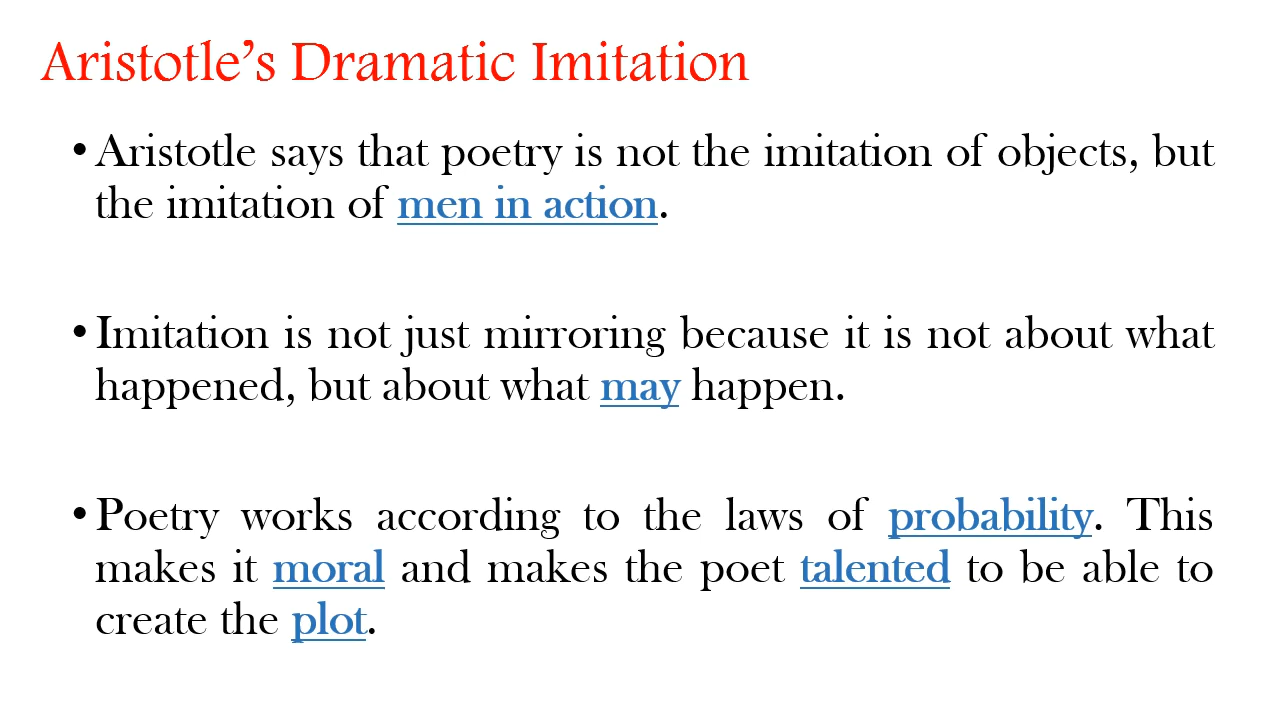 Aristotle’s Dramatic Imitation
• Aristotle says that poetry is not the imitation of objects, but
the imitation of men in action.
• Imitation is not just mirroring because it is not about what
happened, but about what may happen.
• Poetry works according to the laws of probability. This
makes it moral and makes the poet talented to be able to
create the plot.